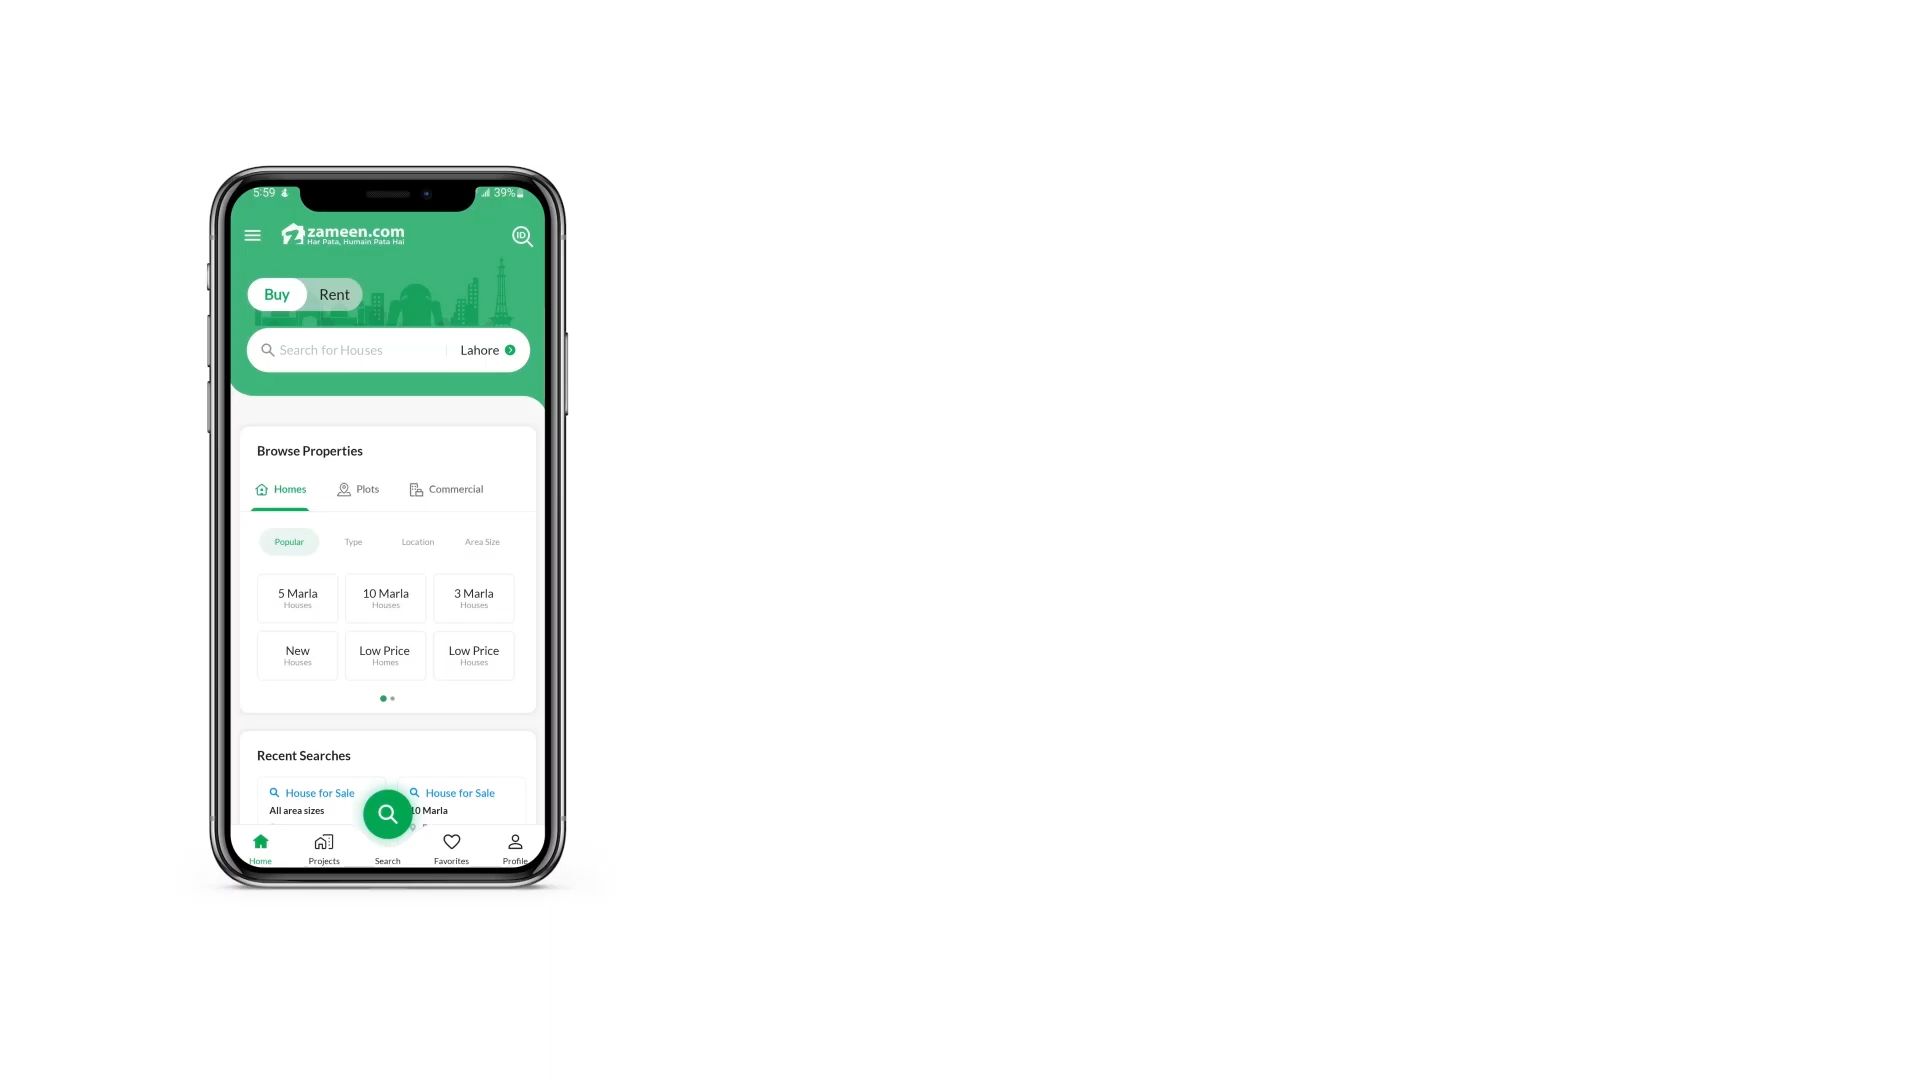 5:59 39%
zameen.com
Har Pata, Humain Pata Hai
ID
Buy Rent
Search for Houses Lahore
Browse Properties
Homes Plots Commercial
Popular Type Location Area Size
5 Marla 10 Marla 3 Marla
Houses Houses Houses
New Low Price Low Price
Houses Homes Houses
Recent Searches
House for Sale House for Sale
All area sizes 10 Marla
Home Projects Search Favorites Profile